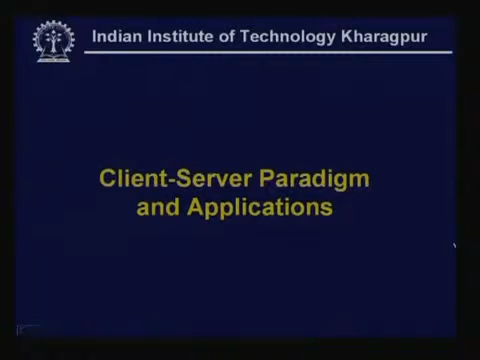 Indian Institute of Technology Kharagpur
Client-Server Paradigm
and Applications